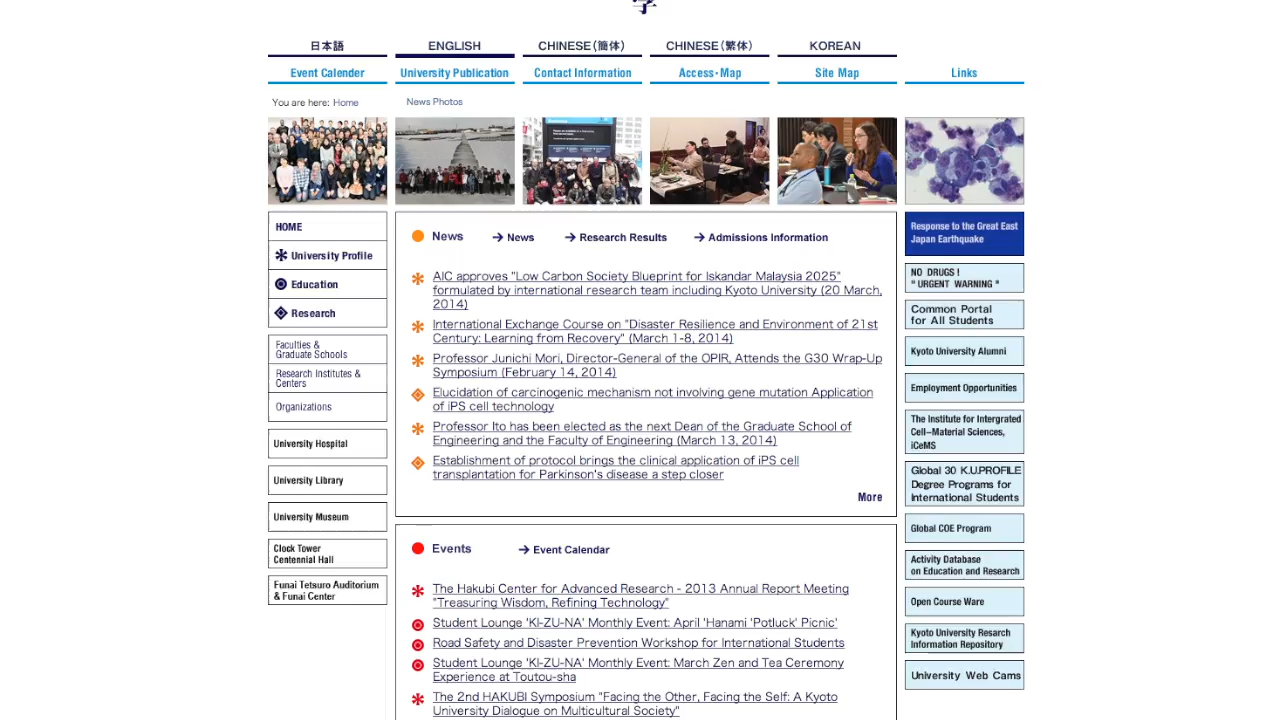 学
日本語 ENGLISH CHINESE(簡体) CHINESE(繁体) KOREAN
Event Calender University Publication Contact Information Access・Map Site Map Links
You are here: Home News Photos
HOME
University Profile
Education
Research
Faculties &
Graduate Schools
Research Institutes &
Centers
Organizations
University Hospital
University Library
University Museum
Clock Tower
Centennial Hall
Funai Tetsuro Auditorium
& Funai Center
News → News → Research Results → Admissions Information
AIC approves "Low Carbon Society Blueprint for Iskandar Malaysia 2025"
formulated by international research team including Kyoto University (20 March,
2014)
International Exchange Course on "Disaster Resilience and Environment of 21st
Century: Learning from Recovery" (March 1-8, 2014)
Professor Junichi Mori, Director-General of the OPIR, Attends the G30 Wrap-Up
Symposium (February 14, 2014)
Elucidation of carcinogenic mechanism not involving gene mutation Application
of iPS cell technology
Professor Ito has been elected as the next Dean of the Graduate School of
Engineering and the Faculty of Engineering (March 13, 2014)
Establishment of protocol brings the clinical application of iPS cell
transplantation for Parkinson's disease a step closer
More
Events → Event Calendar
The Hakubi Center for Advanced Research - 2013 Annual Report Meeting
"Treasuring Wisdom, Refining Technology"
Student Lounge 'KI-ZU-NA' Monthly Event: April 'Hanami 'Potluck' Picnic'
Road Safety and Disaster Prevention Workshop for International Students
Student Lounge 'KI-ZU-NA' Monthly Event: March Zen and Tea Ceremony
Experience at Toutou-sha
The 2nd HAKUBI Symposium "Facing the Other, Facing the Self: A Kyoto
University Dialogue on Multicultural Society"
Response to the Great East
Japan Earthquake
NO DRUGS !
" URGENT WARNING "
Common Portal
for All Students
Kyoto University Alumni
Employment Opportunities
The Institute for Intergrated
Cell-Material Sciences,
iCeMS
Global 30 K.U.PROFILE
Degree Programs for
International Students
Global COE Program
Activity Database
on Education and Research
Open Course Ware
Kyoto University Resarch
Information Repository
University Web Cams